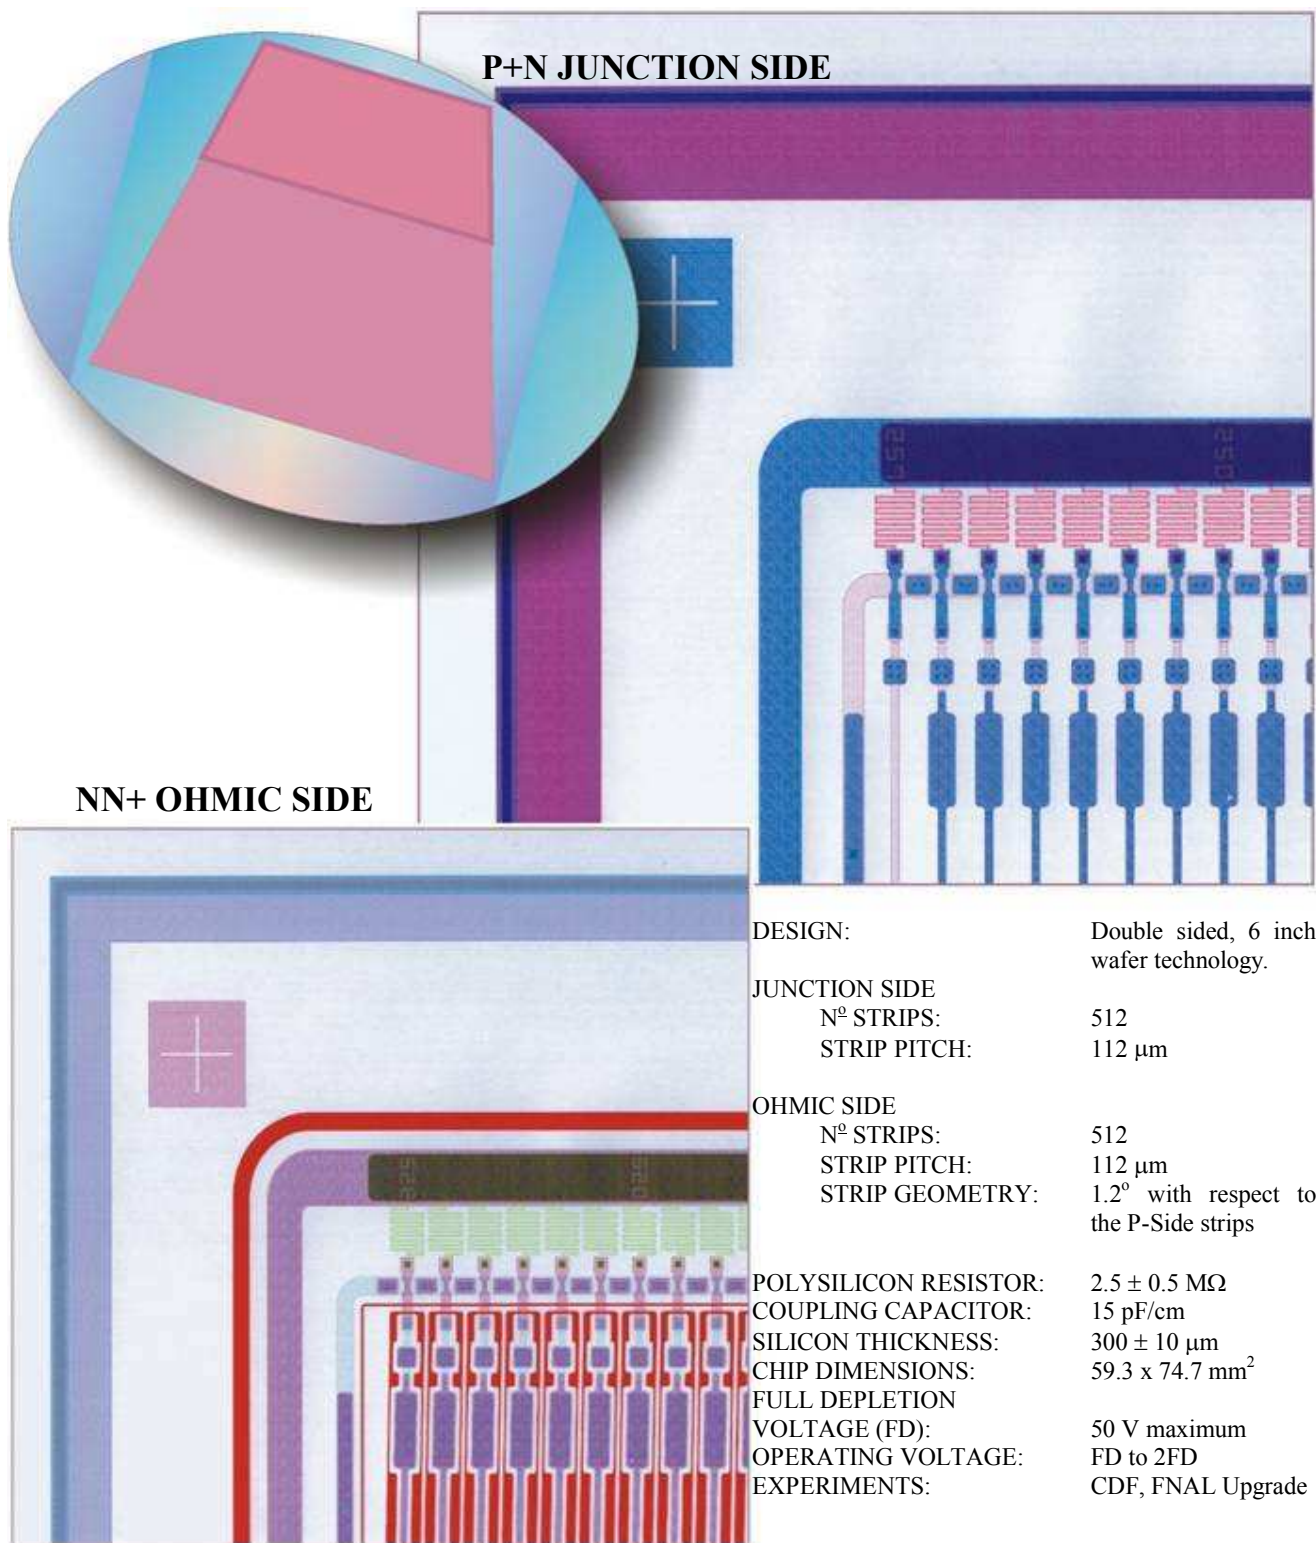 P+N JUNCTION SIDE
NN+ OHMIC SIDE
DESIGN: Double sided, 6 inch
wafer technology.
JUNCTION SIDE
Nº STRIPS: 512
STRIP PITCH: 112 μm
OHMIC SIDE
Nº STRIPS: 512
STRIP PITCH: 112 μm
STRIP GEOMETRY: 1.2º with respect to
the P-Side strips
POLYSILICON RESISTOR: 2.5 ± 0.5 MΩ
COUPLING CAPACITOR: 15 pF/cm
SILICON THICKNESS: 300 ± 10 μm
CHIP DIMENSIONS: 59.3 x 74.7 mm²
FULL DEPLETION
VOLTAGE (FD): 50 V maximum
OPERATING VOLTAGE: FD to 2FD
EXPERIMENTS: CDF, FNAL Upgrade